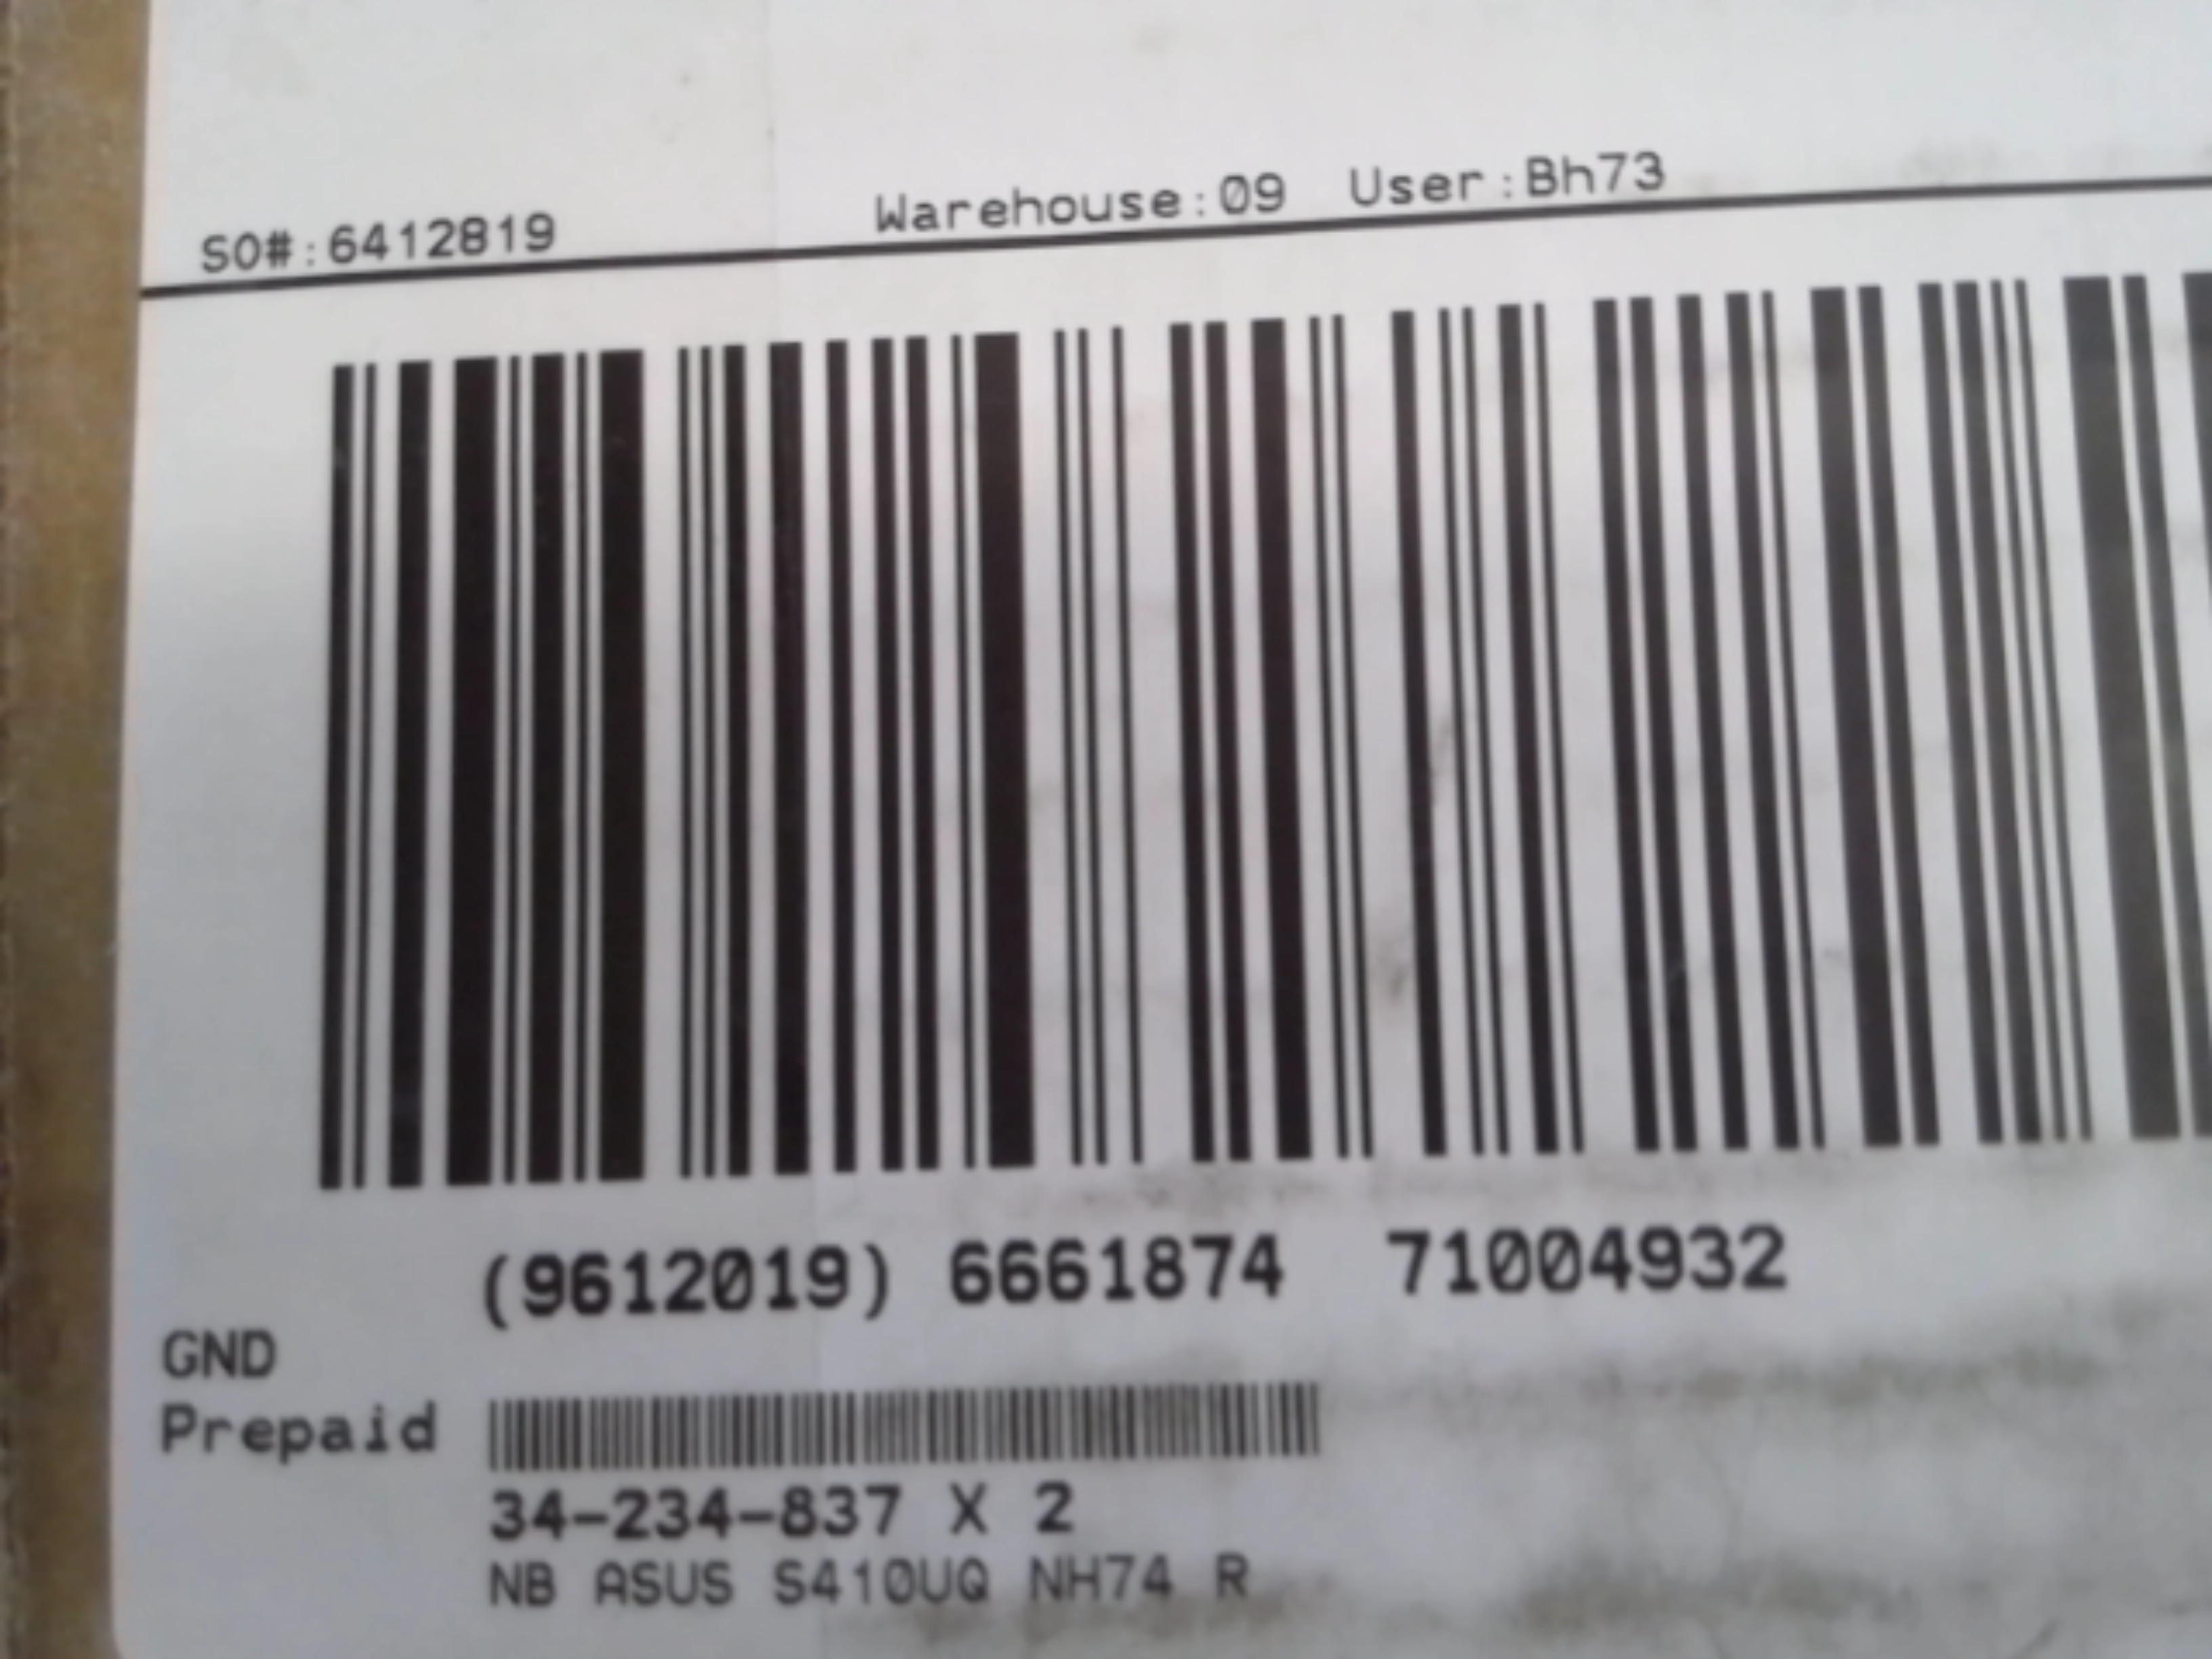 SO#:6412819 Warehouse:09 User:Bh73
(9612019) 6661874 71004932
GND
Prepaid
34-234-837 X 2
NB ASUS S410UQ NH74 R